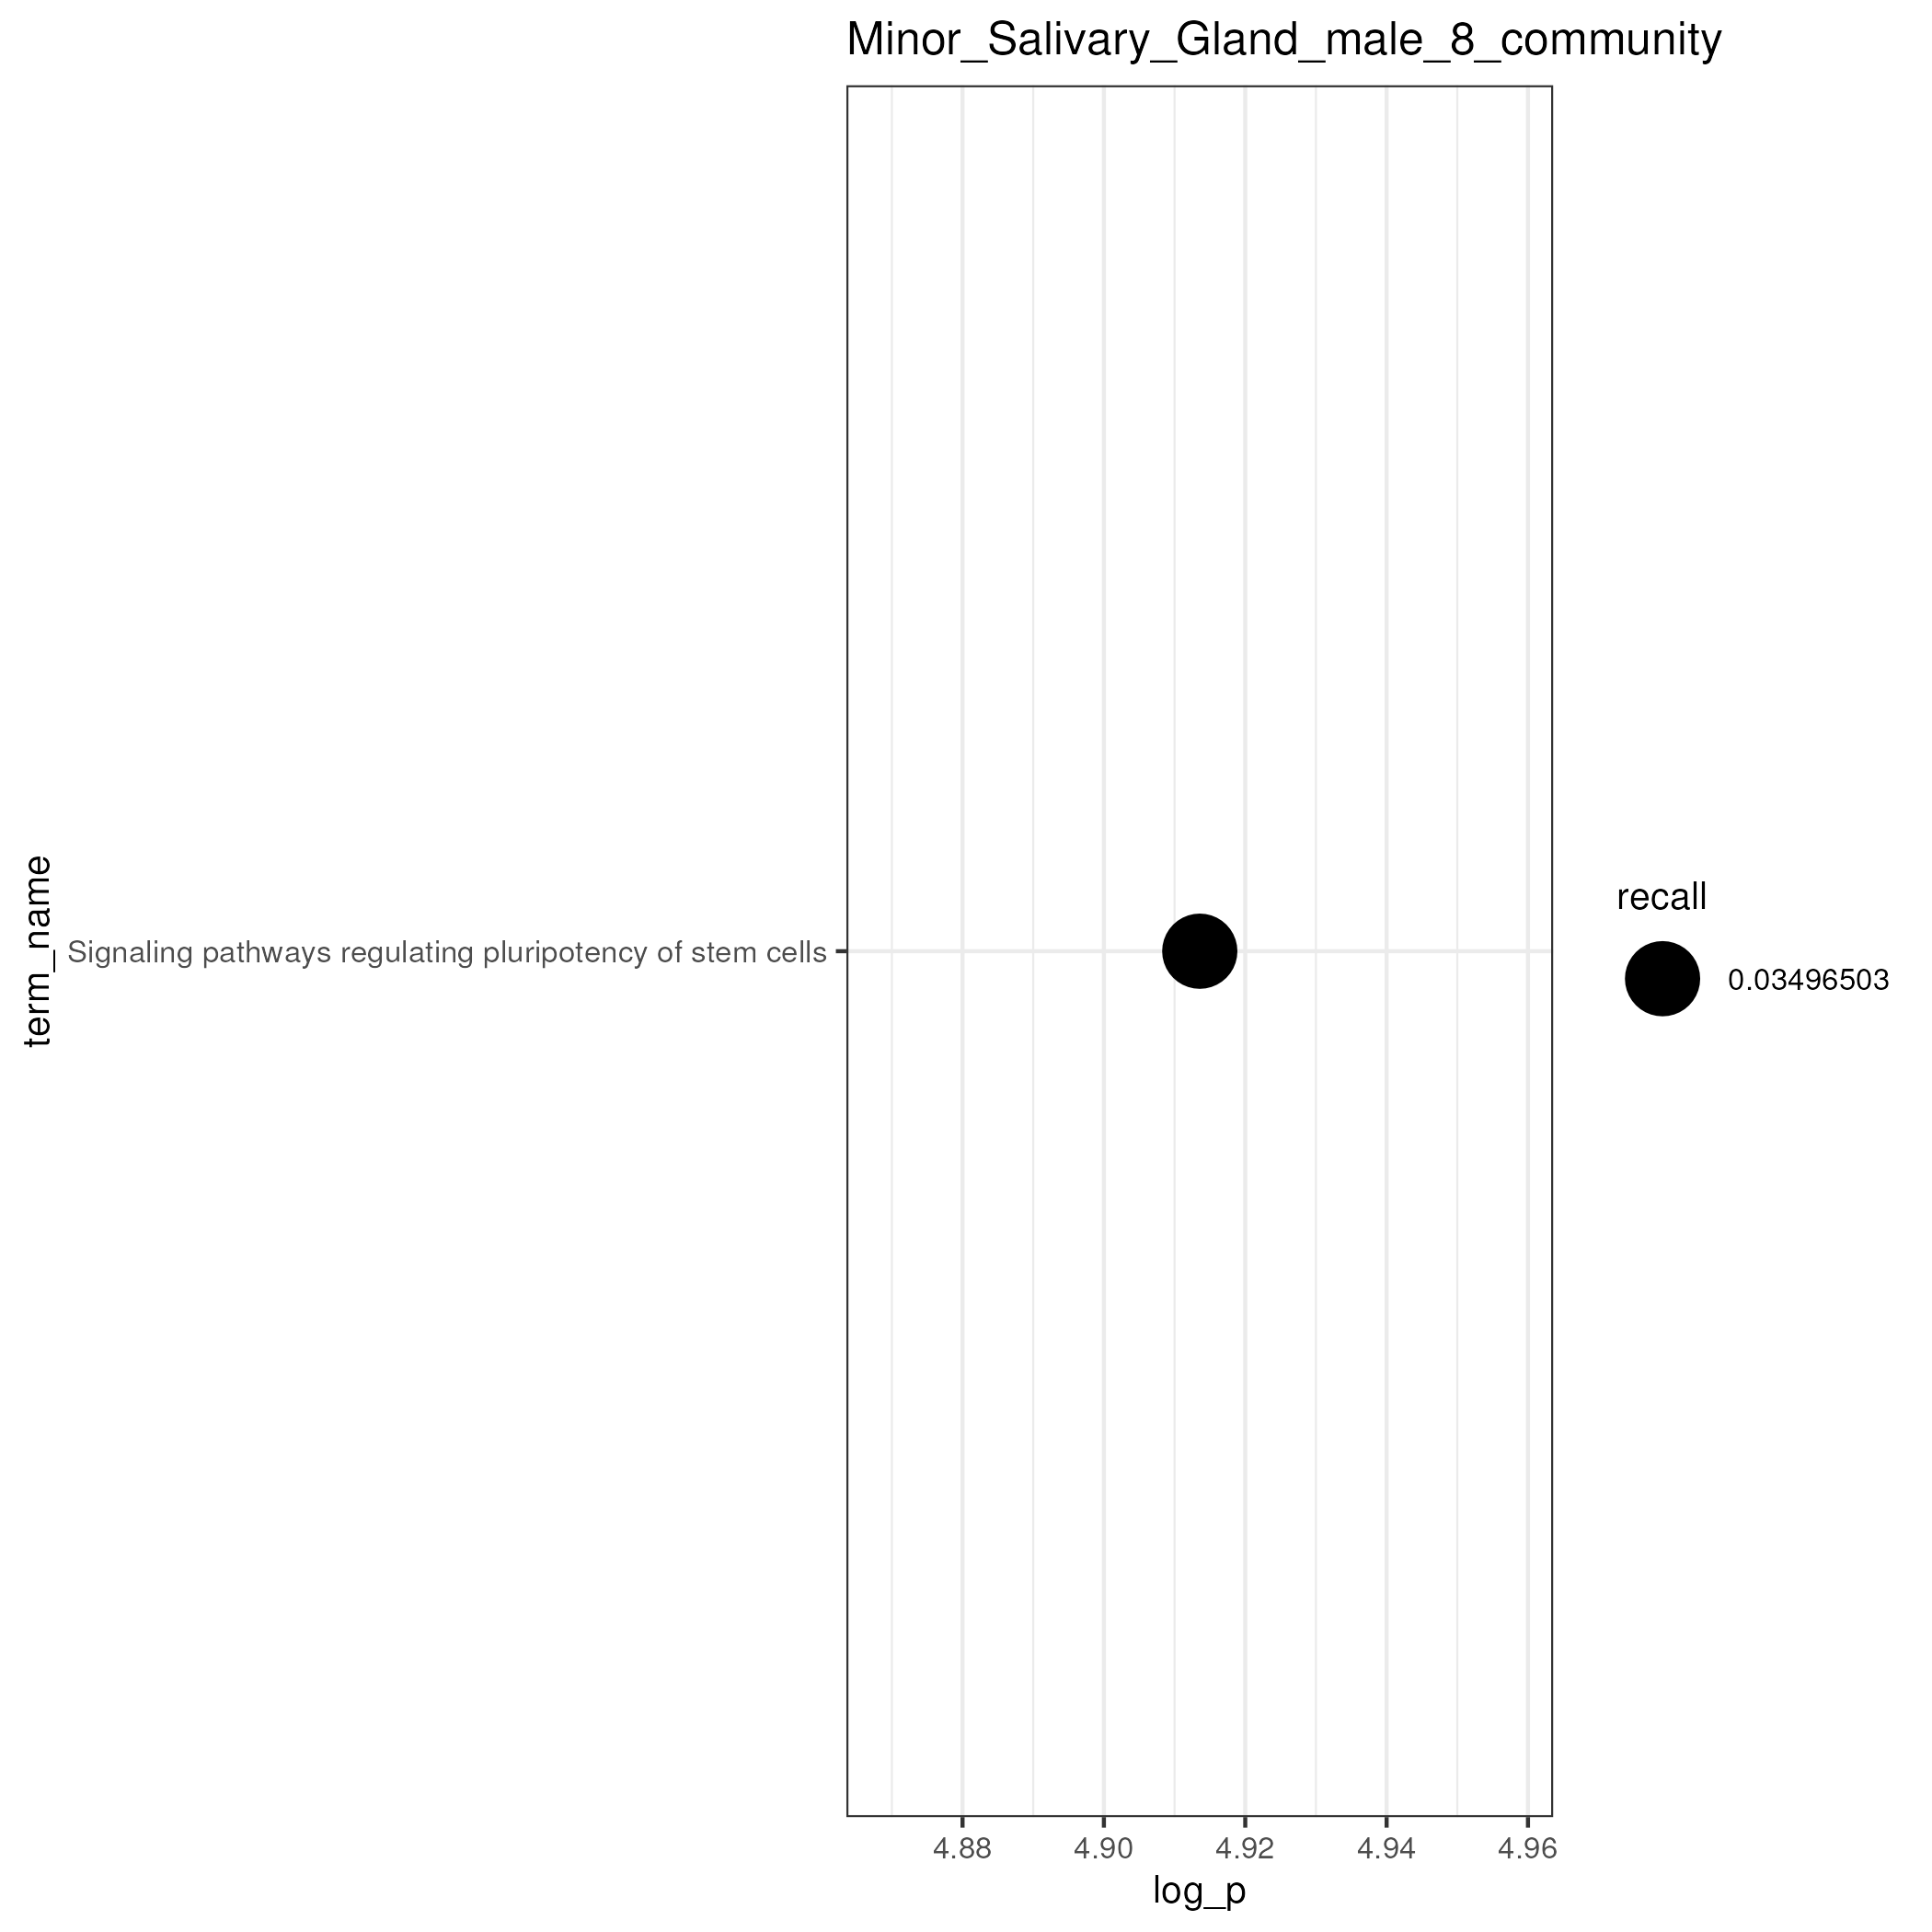 Minor_Salivary_Gland_male_8_community
term_name
Signaling pathways regulating pluripotency of stem cells
recall
0.03496503
4.88 4.90 4.92 4.94 4.96
log_p